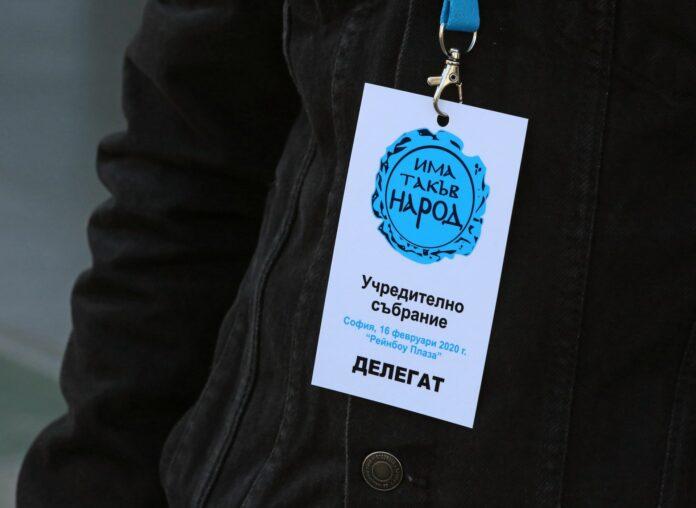 ИМА
ТАКЪВ
НАРОД
Учредително
събрание
София, 16 февруари 2020 г.
"Рейнбоу Плаза"
ДЕЛЕГАТ